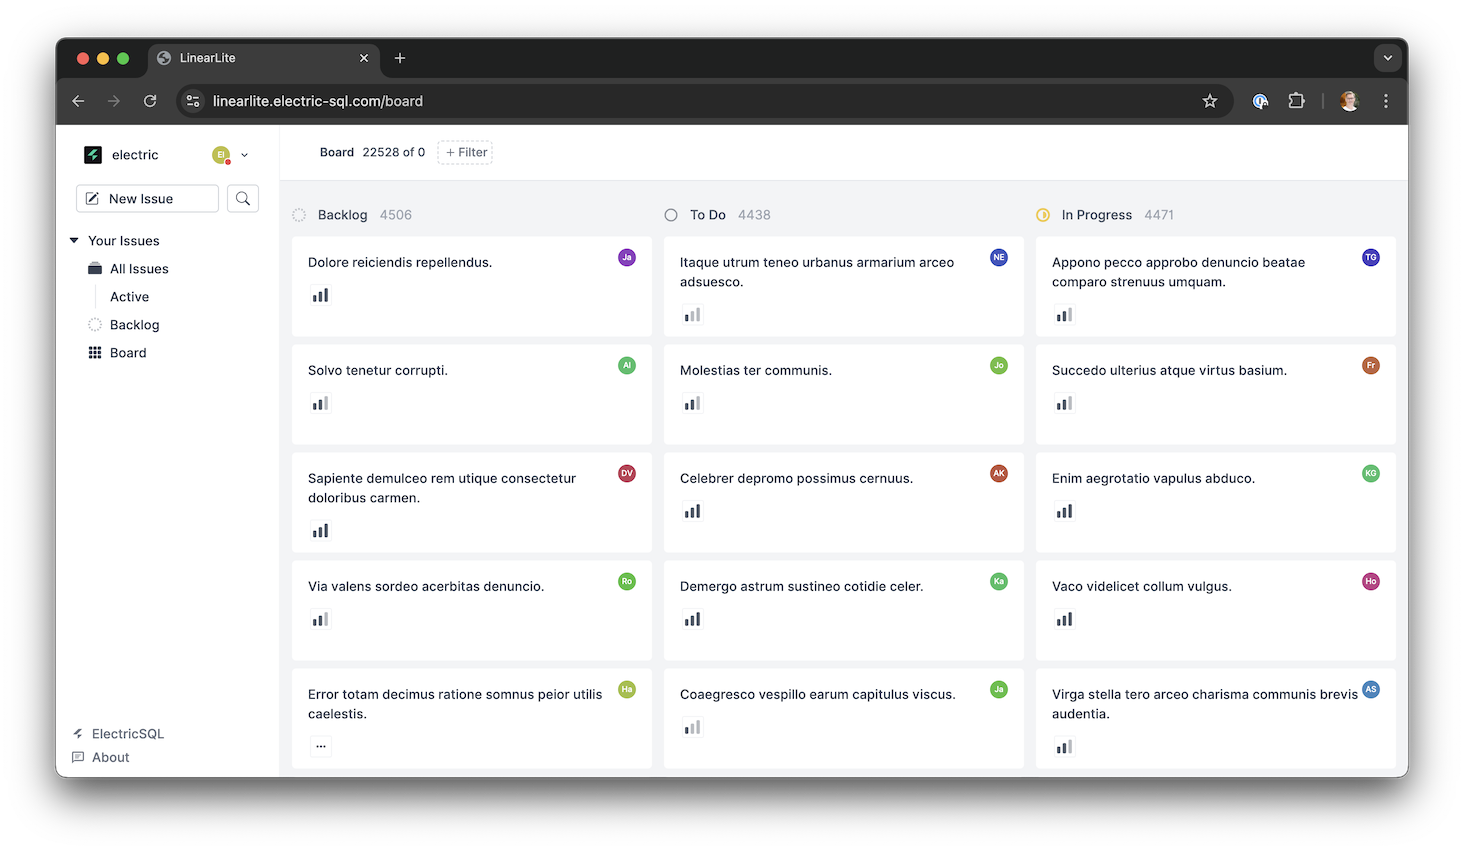 LinearLite
linearlite.electric-sql.com/board
electric
EI
New Issue
Your Issues
All Issues
Active
Backlog
Board
ElectricSQL
About
Board 22528 of 0 + Filter
Backlog 4506
Dolore reiciendis repellendus.
Ja
Solvo tenetur corrupti.
Al
Sapiente demulceo rem utique consectetur
doloribus carmen.
DV
Via valens sordeo acerbitas denuncio.
Ro
Error totam decimus ratione somnus peior utilis
caelestis.
Ha
To Do 4438
Itaque utrum teneo urbanus armarium arceo
adsuesco.
NE
Molestias ter communis.
Jo
Celebrer depromo possimus cernuus.
AK
Demergo astrum sustineo cotidie celer.
Ka
Coaegresco vespillo earum capitulus viscus.
Ja
In Progress 4471
Appono pecco approbo denuncio beatae
comparo strenuus umquam.
TG
Succedo ulterius atque virtus basium.
Fr
Enim aegrotatio vapulus abduco.
KG
Vaco videlicet collum vulgus.
Ho
Virga stella tero arceo charisma communis brevis
audentia.
AS